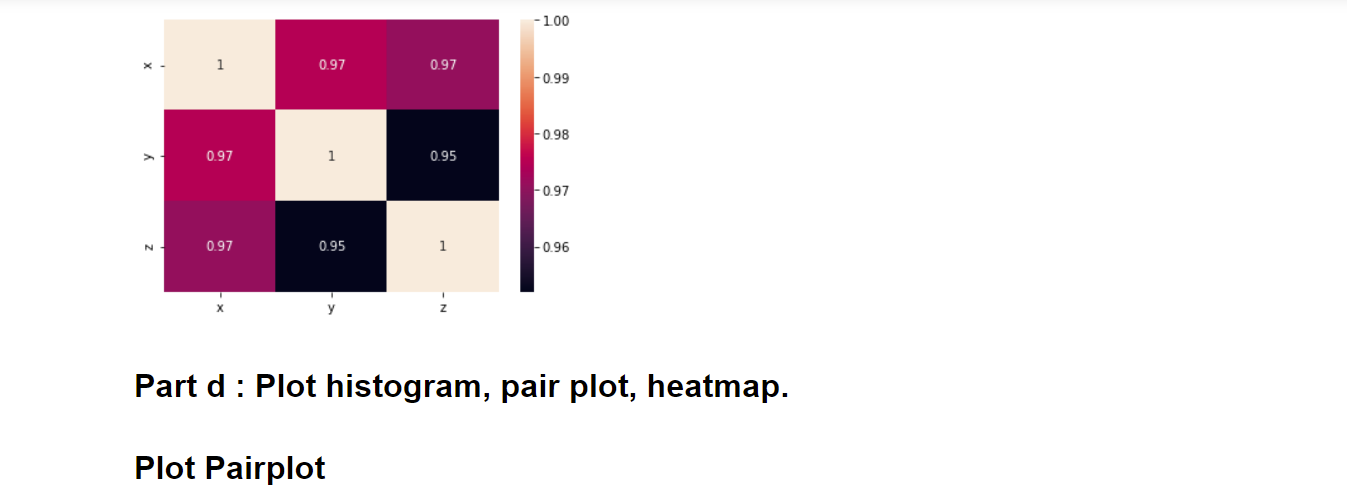 1.00
x 1 0.97 0.97
0.99
0.98
y 0.97 1 0.95
0.97
z 0.97 0.95 1
0.96
x y z
Part d : Plot histogram, pair plot, heatmap.
Plot Pairplot